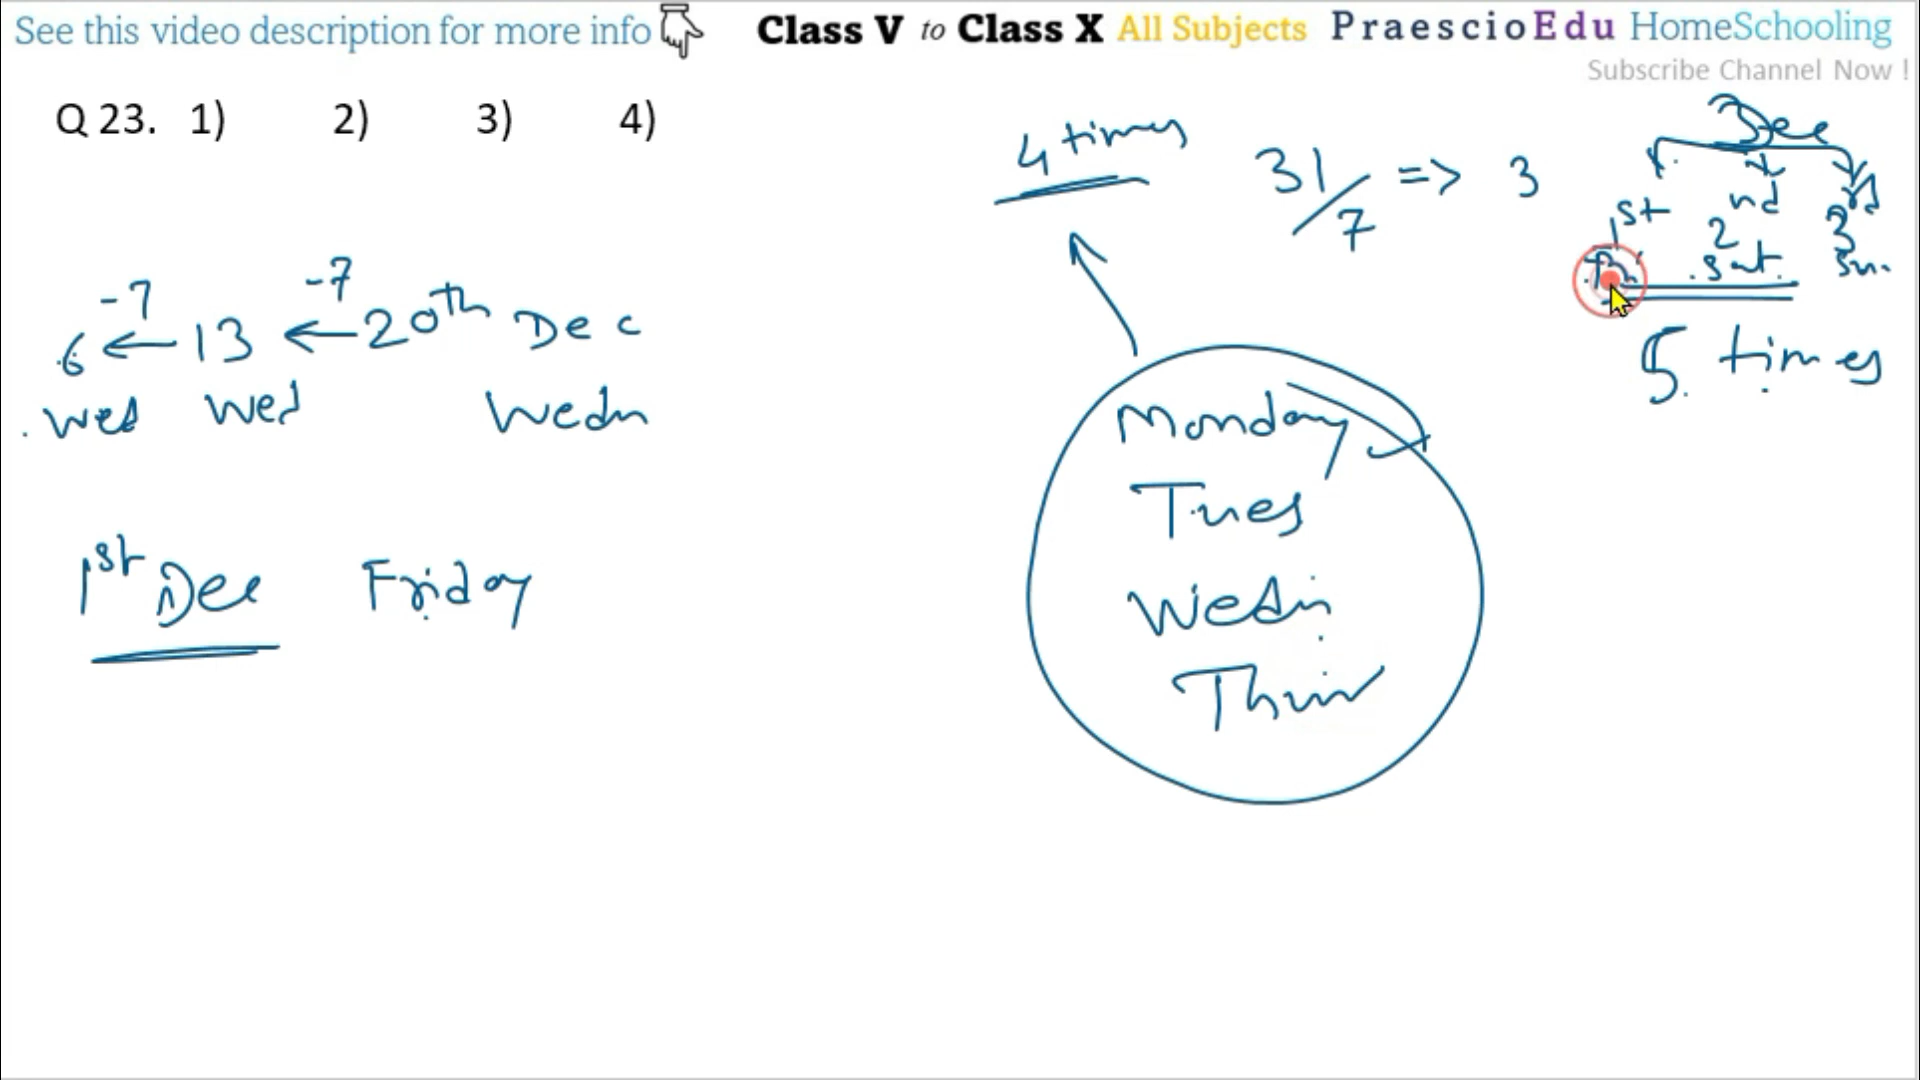 See this video description for more info Class V to Class X All Subjects PraescioEdu HomeSchooling
Subscribe Channel Now !
Q 23. 1) 2) 3) 4)
4 times 31/7 => 3
Dec
1st 2nd 3rd
Sat. Sun.
5 times
-7 -7
6 ← 13 ← 20th Dec
Wed Wed Wedn
1st Dec Friday
Monday
Tues
Wedn